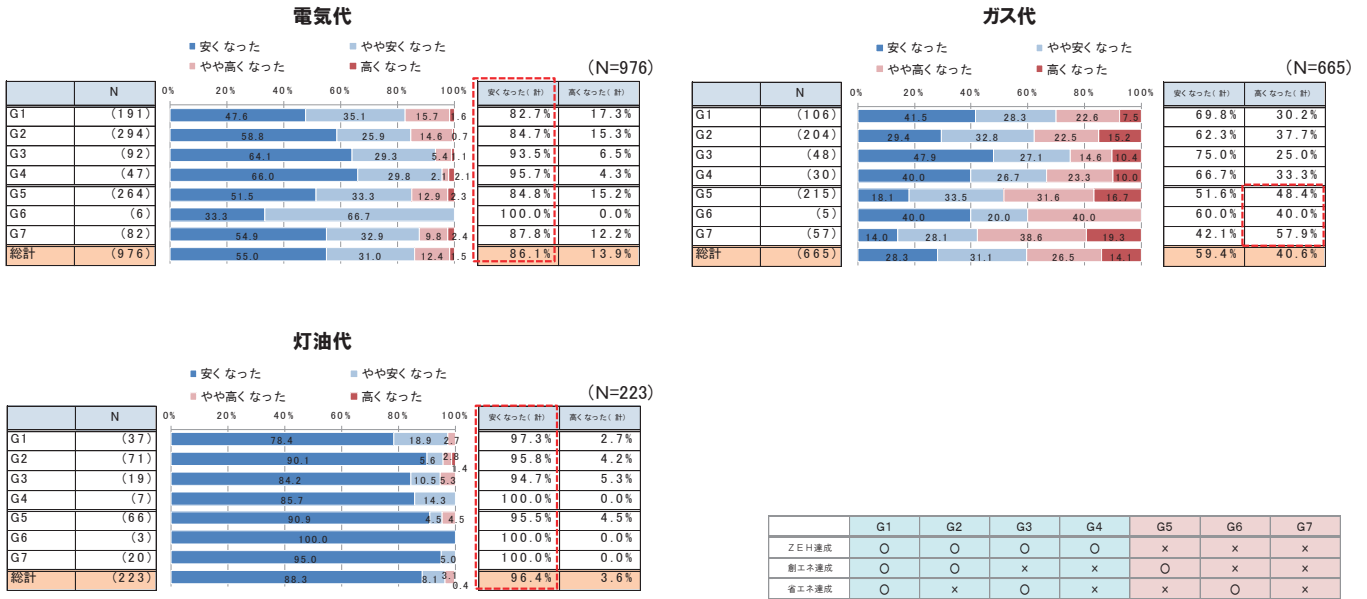 電気代
■ 安くなった ■ やや安くなった
■ やや高くなった ■ 高くなった
(N=976)
N 0% 20% 40% 60% 80% 100% 安くなった(計) 高くなった(計)
G1 (191) 47.6 35.1 15.7 1.6 82.7% 17.3%
G2 (294) 58.8 25.9 14.6 0.7 84.7% 15.3%
G3 (92) 64.1 29.3 5.4 1.1 93.5% 6.5%
G4 (47) 66.0 29.8 2.1 2.1 95.7% 4.3%
G5 (264) 51.5 33.3 12.9 2.3 84.8% 15.2%
G6 (6) 33.3 66.7 100.0% 0.0%
G7 (82) 54.9 32.9 9.8 2.4 87.8% 12.2%
総計 (976) 55.0 31.0 12.4 1.5 86.1% 13.9%
ガス代
■ 安くなった ■ やや安くなった
■ やや高くなった ■ 高くなった
(N=665)
N 0% 20% 40% 60% 80% 100% 安くなった(計) 高くなった(計)
G1 (106) 41.5 28.3 22.6 7.5 69.8% 30.2%
G2 (204) 29.4 32.8 22.5 15.2 62.3% 37.7%
G3 (48) 47.9 27.1 14.6 10.4 75.0% 25.0%
G4 (30) 40.0 26.7 23.3 10.0 66.7% 33.3%
G5 (215) 18.1 33.5 31.6 16.7 51.6% 48.4%
G6 (5) 40.0 20.0 40.0 60.0% 40.0%
G7 (57) 14.0 28.1 38.6 19.3 42.1% 57.9%
総計 (665) 28.3 31.1 26.5 14.1 59.4% 40.6%
灯油代
■ 安くなった ■ やや安くなった
■ やや高くなった ■ 高くなった
(N=223)
N 0% 20% 40% 60% 80% 100% 安くなった(計) 高くなった(計)
G1 (37) 78.4 18.9 2.7 97.3% 2.7%
G2 (71) 90.1 5.6 2.8 1.4 95.8% 4.2%
G3 (19) 84.2 10.5 5.3 94.7% 5.3%
G4 (7) 85.7 14.3 100.0% 0.0%
G5 (66) 90.9 4.5 4.5 95.5% 4.5%
G6 (3) 100.0 100.0% 0.0%
G7 (20) 95.0 5.0 100.0% 0.0%
総計 (223) 88.3 8.1 3.1 0.4 96.4% 3.6%
G1 G2 G3 G4 G5 G6 G7
ZEH達成 ○ ○ ○ ○ × × ×
創エネ達成 ○ ○ × × ○ × ×
省エネ達成 ○ × ○ × × ○ ×